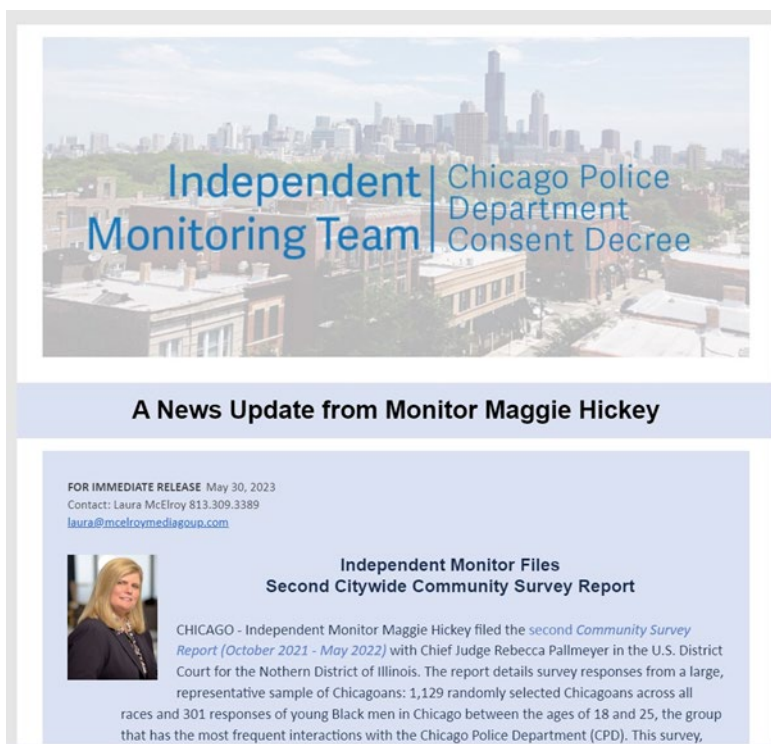 Independent
Monitoring Team
Chicago Police
Department
Consent Decree
A News Update from Monitor Maggie Hickey
FOR IMMEDIATE RELEASE May 30, 2023
Contact: Laura McElroy 813.309.3389
laura@mcelroymediagoup.com
Independent Monitor Files
Second Citywide Community Survey Report
CHICAGO - Independent Monitor Maggie Hickey filed the second Community Survey
Report (October 2021 - May 2022) with Chief Judge Rebecca Pallmeyer in the U.S. District
Court for the Nothern District of Illinois. The report details survey responses from a large,
representative sample of Chicagoans: 1,129 randomly selected Chicagoans across all
races and 301 responses of young Black men in Chicago between the ages of 18 and 25, the group
that has the most frequent interactions with the Chicago Police Department (CPD). This survey,